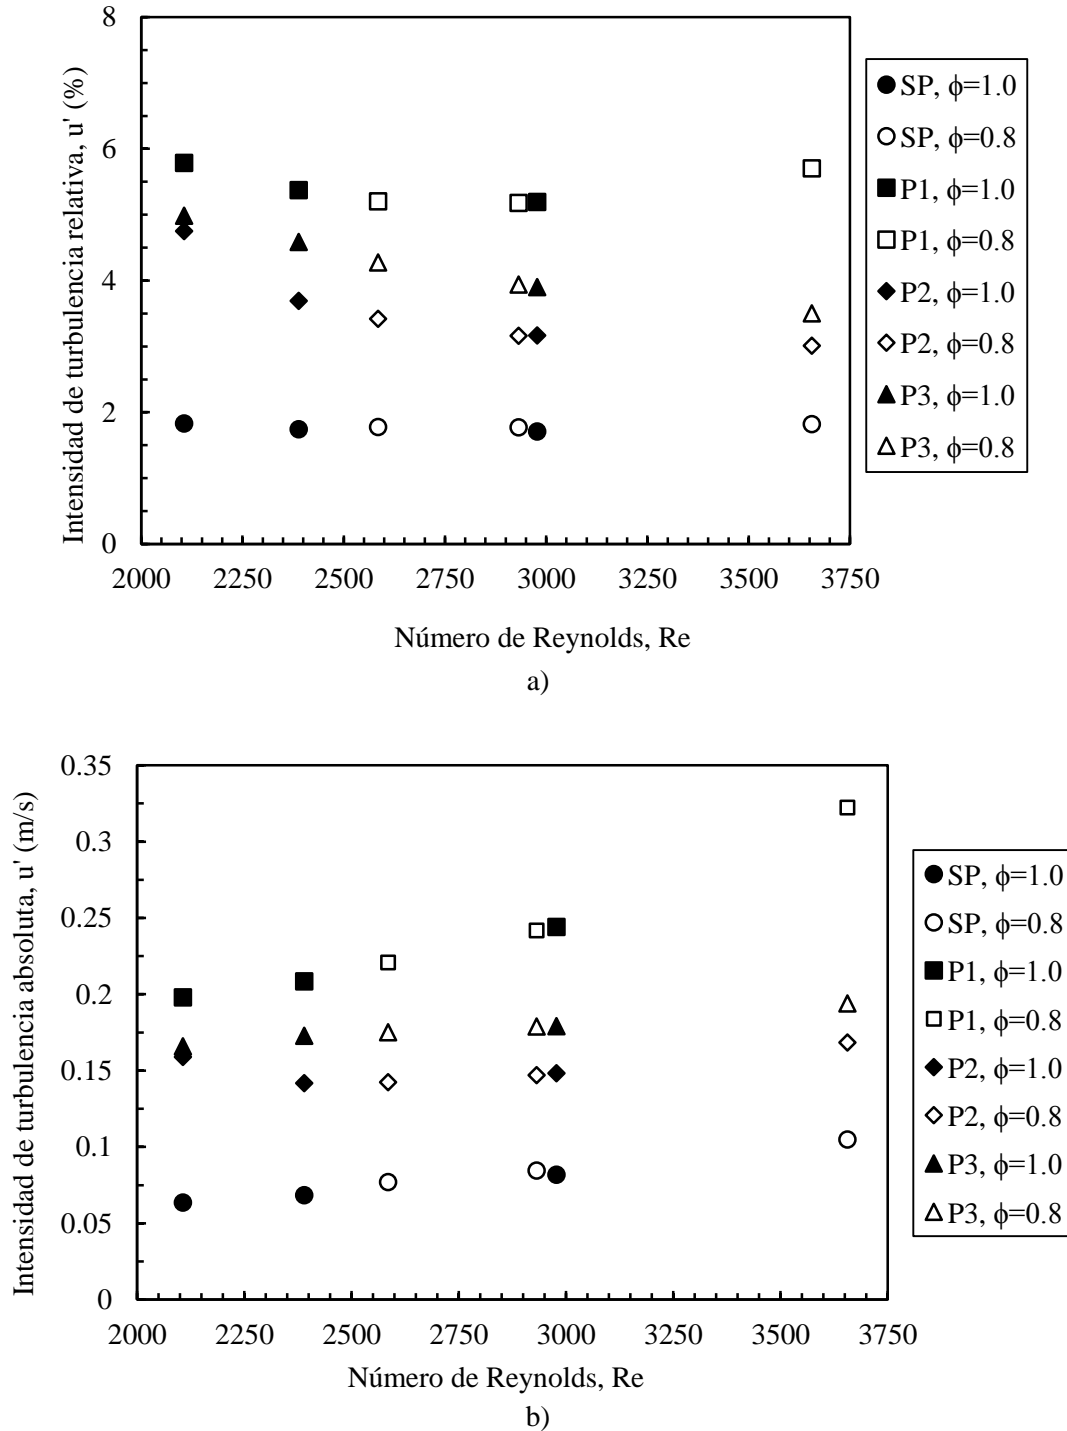 Intensidad de turbulencia relativa, u' (%)
8
6
4
2
0
2000 2250 2500 2750 3000 3250 3500 3750
Número de Reynolds, Re
SP, ϕ=1.0
SP, ϕ=0.8
P1, ϕ=1.0
P1, ϕ=0.8
P2, ϕ=1.0
P2, ϕ=0.8
P3, ϕ=1.0
P3, ϕ=0.8
a)
Intensidad de turbulencia absoluta, u' (m/s)
0.35
0.3
0.25
0.2
0.15
0.1
0.05
0
2000 2250 2500 2750 3000 3250 3500 3750
Número de Reynolds, Re
SP, ϕ=1.0
SP, ϕ=0.8
P1, ϕ=1.0
P1, ϕ=0.8
P2, ϕ=1.0
P2, ϕ=0.8
P3, ϕ=1.0
P3, ϕ=0.8
b)